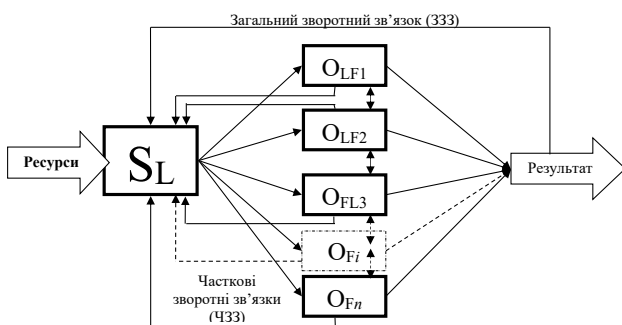 Загальний зворотний зв’язок (ЗЗЗ)
OLF1
OLF2
Ресурси
SL
Результат
OFL3
OFi
Часткові
зворотні зв’язки
(ЧЗЗ)
OFn